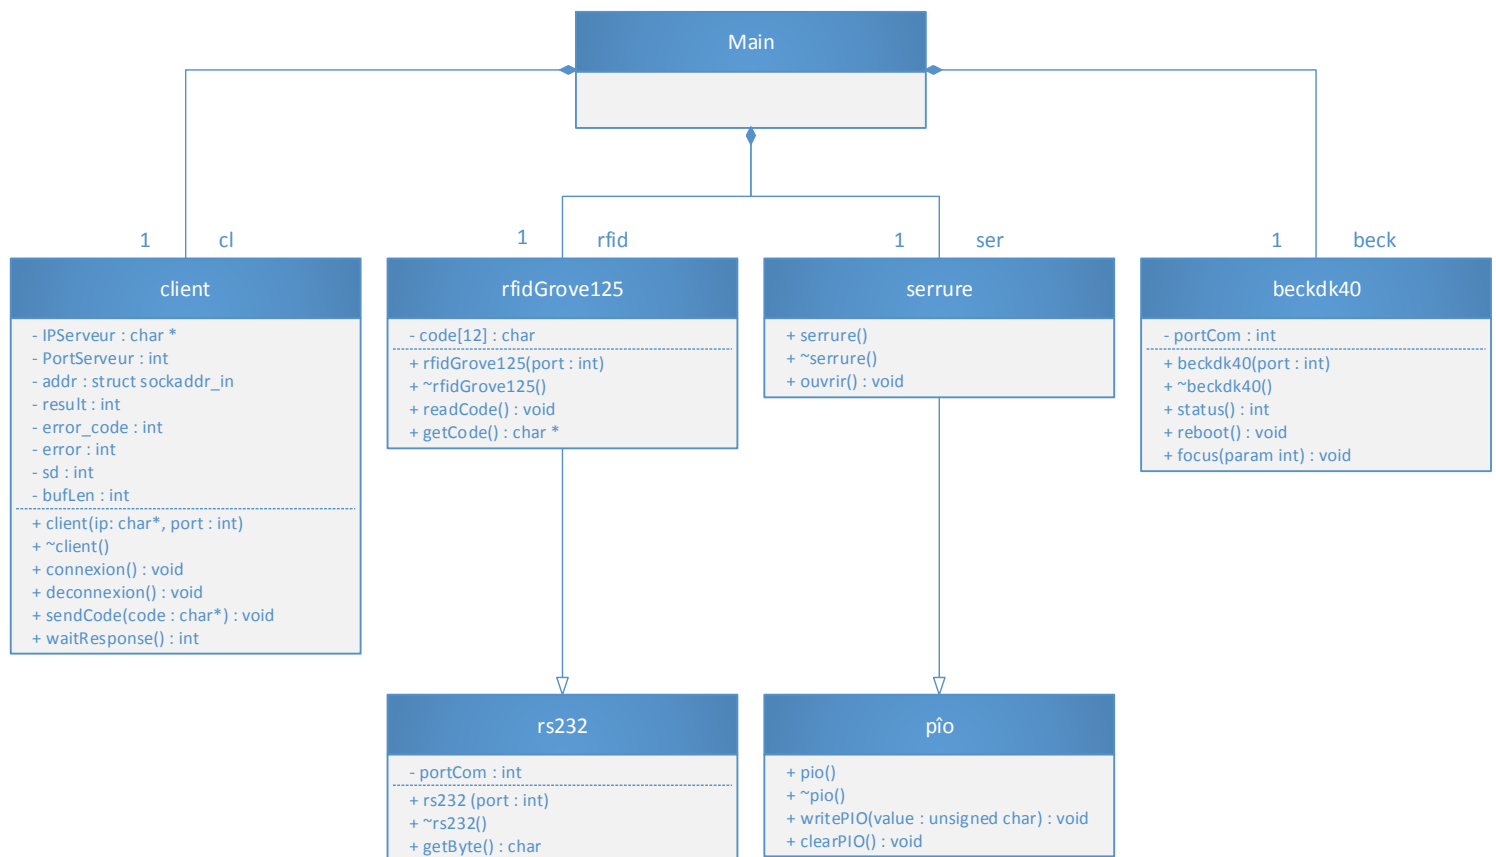 Main
1 cl
1 rfid
1 ser
1 beck
client
- IPServeur : char *
- PortServeur : int
- addr : struct sockaddr_in
- result : int
- error_code : int
- error : int
- sd : int
- bufLen : int
+ client(ip: char*, port : int)
+ ~client()
+ connexion() : void
+ deconnexion() : void
+ sendCode(code : char*) : void
+ waitResponse() : int
rfidGrove125
- code[12] : char
+ rfidGrove125(port : int)
+ ~rfidGrove125()
+ readCode() : void
+ getCode() : char *
serrure
+ serrure()
+ ~serrure()
+ ouvrir() : void
beckdk40
- portCom : int
+ beckdk40(port : int)
+ ~beckdk40()
+ status() : int
+ reboot() : void
+ focus(param int) : void
rs232
- portCom : int
+ rs232 (port : int)
+ ~rs232()
+ getByte() : char
pîo
+ pio()
+ ~pio()
+ writePIO(value : unsigned char) : void
+ clearPIO() : void